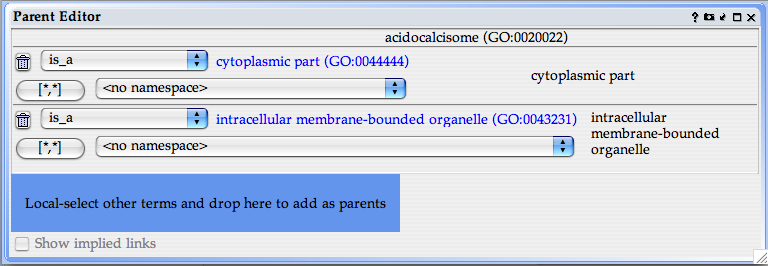 Parent Editor
acidocalcisome (GO:0020022)
is_a cytoplasmic part (GO:0044444) cytoplasmic part
[*,*] <no namespace>
is_a intracellular membrane-bounded organelle (GO:0043231) intracellular
membrane-bounded
organelle
[*,*] <no namespace>
Local-select other terms and drop here to add as parents
Show implied links